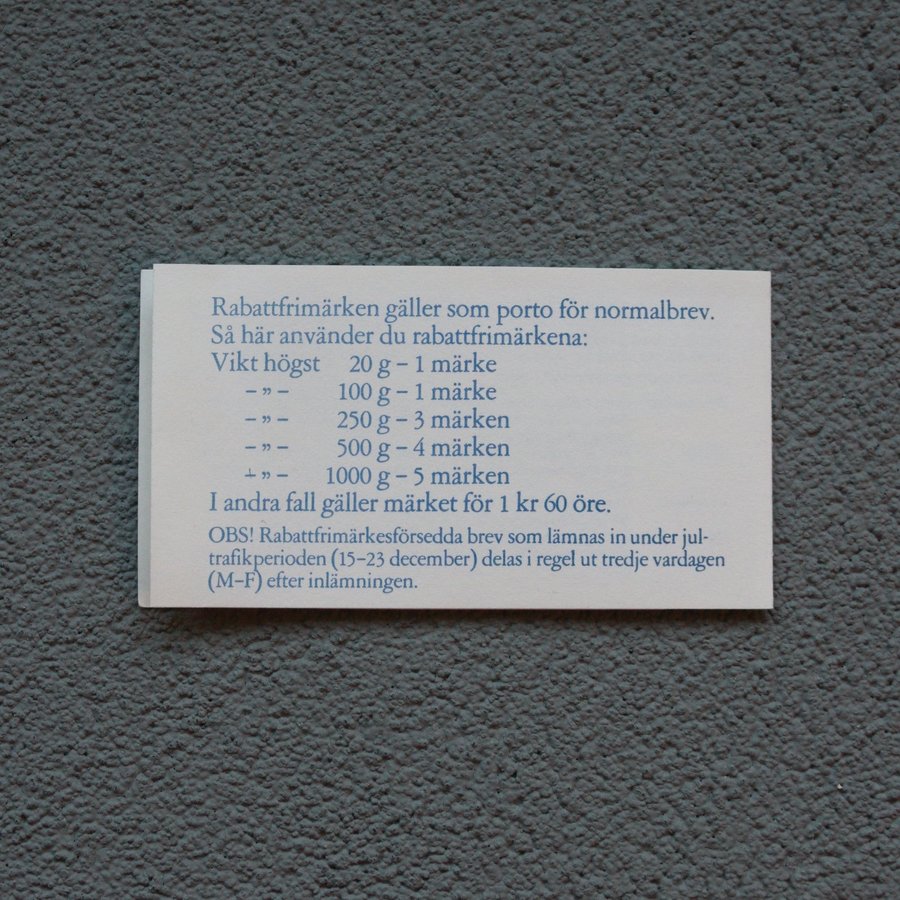 Rabattfrimärken gäller som porto för normalbrev.
Så här använder du rabattfrimärkena:
Vikt högst 20 g – 1 märke
– ” – 100 g – 1 märke
– ” – 250 g – 3 märken
– ” – 500 g – 4 märken
– ” – 1000 g – 5 märken
I andra fall gäller märket för 1 kr 60 öre.
OBS! Rabattfrimärkesförsedda brev som lämnas in under jul-
trafikperioden (15–23 december) delas i regel ut tredje vardagen
(M–F) efter inlämningen.